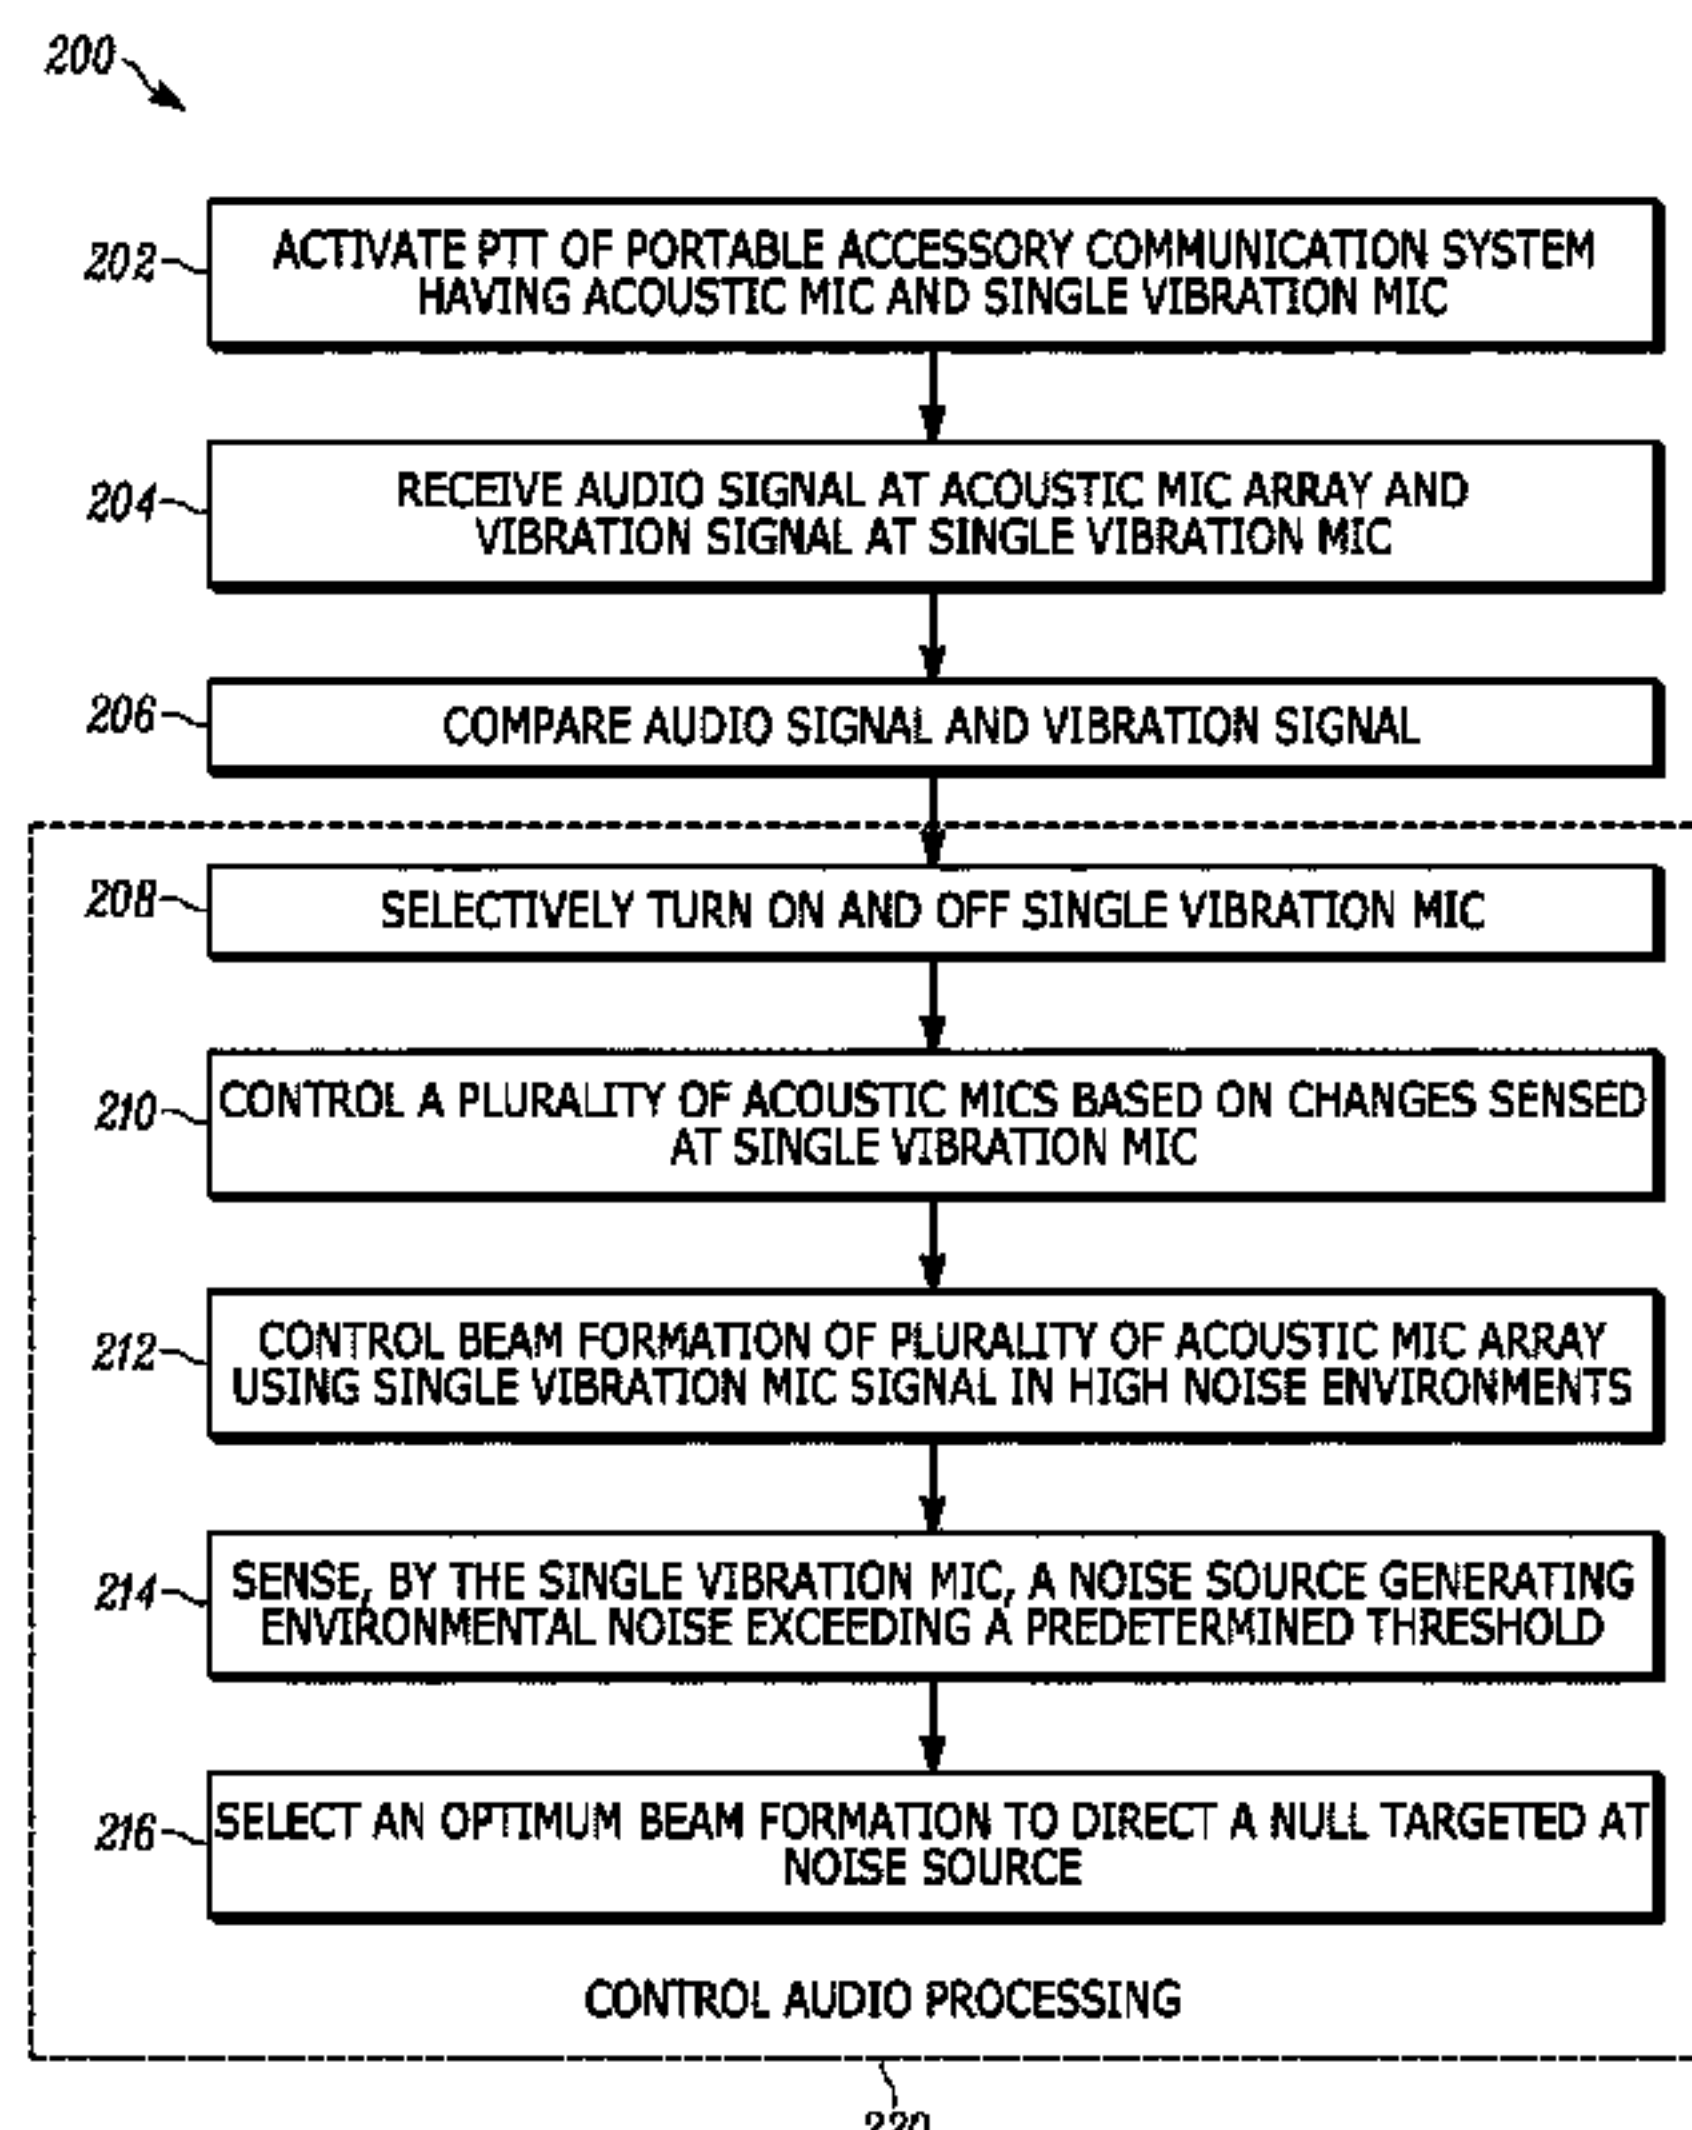 200
202
ACTIVATE PTT OF PORTABLE ACCESSORY COMMUNICATION SYSTEM
HAVING ACOUSTIC MIC AND SINGLE VIBRATION MIC
204
RECEIVE AUDIO SIGNAL AT ACOUSTIC MIC ARRAY AND
VIBRATION SIGNAL AT SINGLE VIBRATION MIC
206
COMPARE AUDIO SIGNAL AND VIBRATION SIGNAL
208
SELECTIVELY TURN ON AND OFF SINGLE VIBRATION MIC
210
CONTROL A PLURALITY OF ACOUSTIC MICS BASED ON CHANGES SENSED
AT SINGLE VIBRATION MIC
212
CONTROL BEAM FORMATION OF PLURALITY OF ACOUSTIC MIC ARRAY
USING SINGLE VIBRATION MIC SIGNAL IN HIGH NOISE ENVIRONMENTS
214
SENSE, BY THE SINGLE VIBRATION MIC, A NOISE SOURCE GENERATING
ENVIRONMENTAL NOISE EXCEEDING A PREDETERMINED THRESHOLD
216
SELECT AN OPTIMUM BEAM FORMATION TO DIRECT A NULL TARGETED AT
NOISE SOURCE
CONTROL AUDIO PROCESSING
220